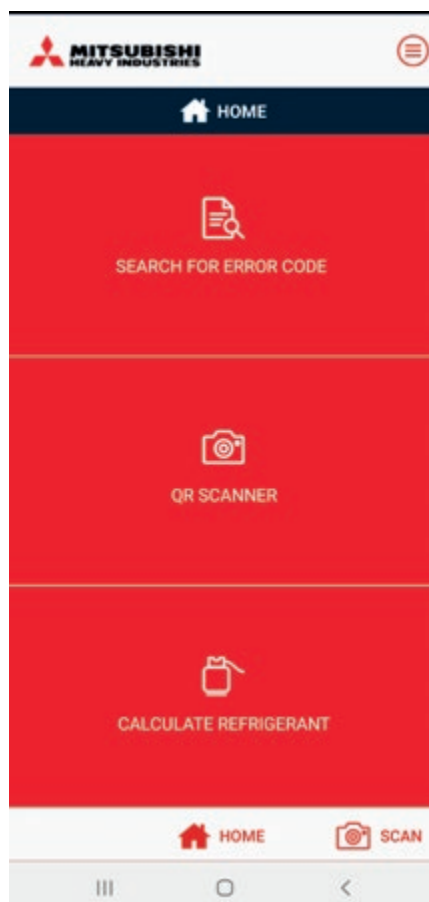 MITSUBISHI
HEAVY INDUSTRIES
HOME
SEARCH FOR ERROR CODE
QR SCANNER
CALCULATE REFRIGERANT
HOME SCAN